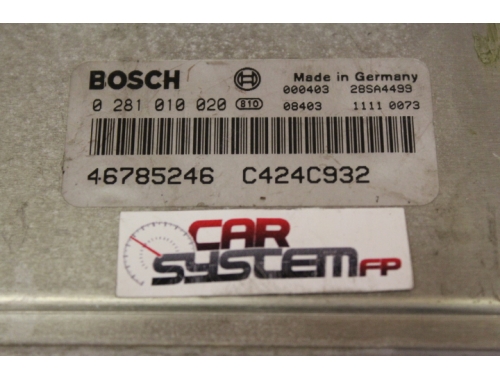 BOSCH Made in Germany
000403 28SA4499
0 281 010 020 810 08403 1111 0073
46785246 C424C932
CAR
SYSTEM FP